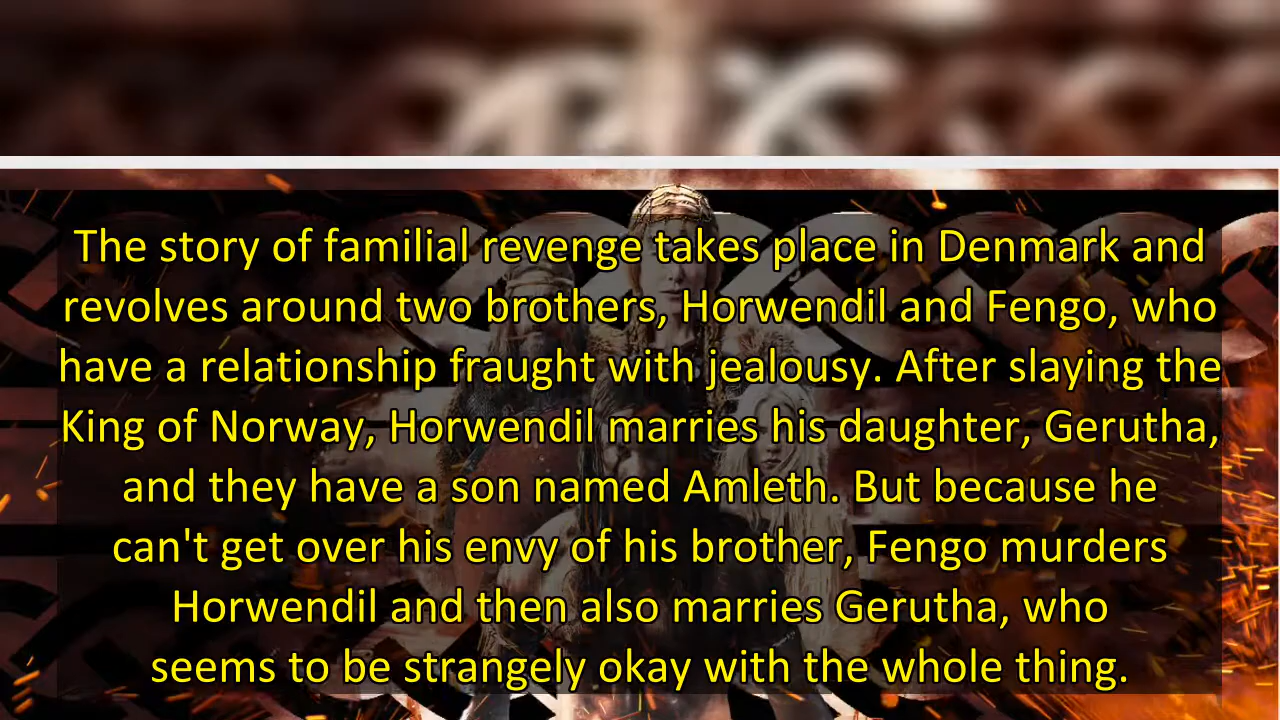 The story of familial revenge takes place in Denmark and
revolves around two brothers, Horwendil and Fengo, who
have a relationship fraught with jealousy. After slaying the
King of Norway, Horwendil marries his daughter, Gerutha,
and they have a son named Amleth. But because he
can't get over his envy of his brother, Fengo murders
Horwendil and then also marries Gerutha, who
seems to be strangely okay with the whole thing.